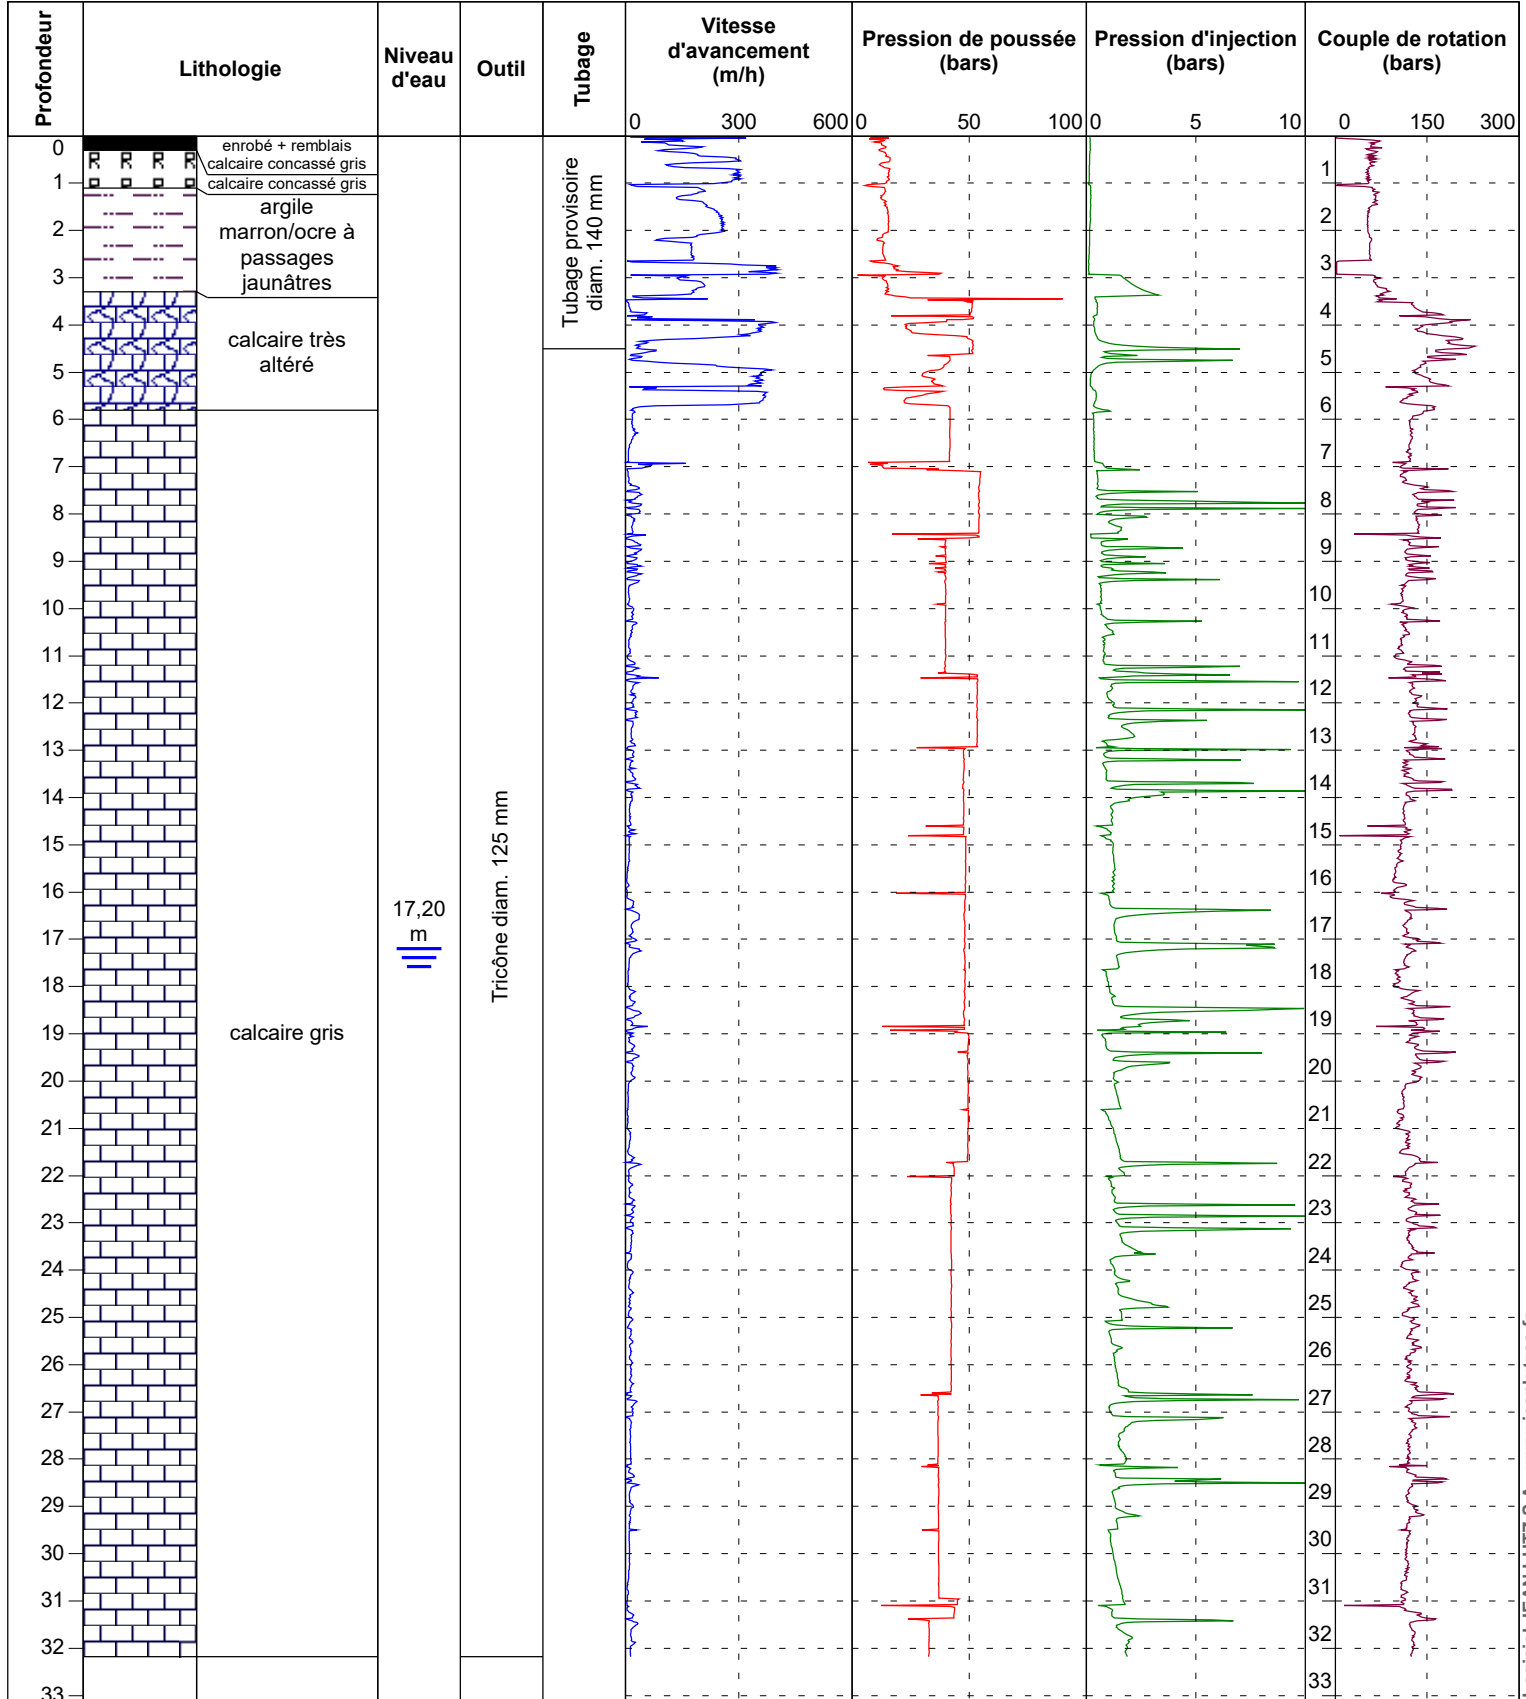 Profondeur
Lithologie
Niveau
d'eau
Outil
Tubage
Vitesse
d'avancement
(m/h)
Pression de poussée
(bars)
Pression d'injection
(bars)
Couple de rotation
(bars)
0 300 600
0 50 100
0 5 10
0 150 300
0
1
2
3
4
5
6
7
8
9
10
11
12
13
14
15
16
17
18
19
20
21
22
23
24
25
26
27
28
29
30
31
32
33
enrobé + remblais
calcaire concassé gris
calcaire concassé gris
argile
marron/ocre à
passages
jaunâtres
calcaire très
altéré
calcaire gris
17,20
m
Tricône diam. 125 mm
Tubage provisoire
diam. 140 mm
1
2
3
4
5
6
7
8
9
10
11
12
13
14
15
16
17
18
19
20
21
22
23
24
25
26
27
28
29
30
31
32
33